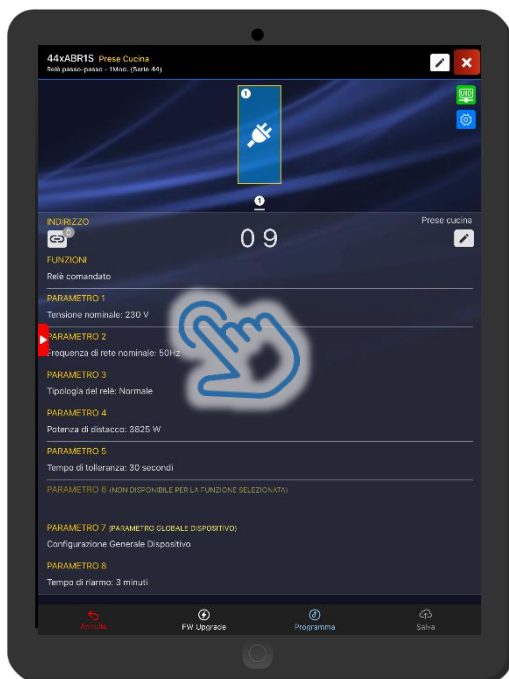 44xABR1S Prese Cucina
Relè passo-passo - 1Mod. (Serie 44)
1
UID
1
INDIRIZZO
Prese cucina
0
0 9
FUNZIONI
Relè comandato
PARAMETRO 1
Tensione nominale: 230 V
PARAMETRO 2
Frequenza di rete nominale: 50Hz
PARAMETRO 3
Tipologia del relè: Normale
PARAMETRO 4
Potenza di distacco: 3825 W
PARAMETRO 5
Tempo di tolleranza: 30 secondi
PARAMETRO 6 (NON DISPONIBILE PER LA FUNZIONE SELEZIONATA)
PARAMETRO 7 (PARAMETRO GLOBALE DISPOSITIVO)
Configurazione Generale Dispositivo
PARAMETRO 8
Tempo di riarmo: 3 minuti
Annulla FW Upgrade Programma Salva